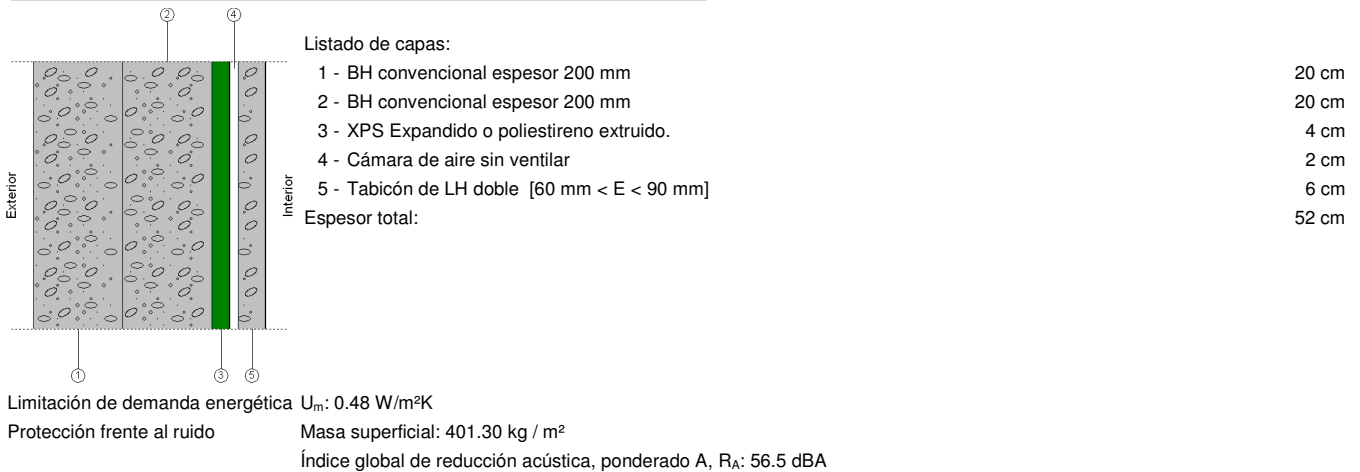 2 4
Listado de capas:
1 - BH convencional espesor 200 mm 20 cm
2 - BH convencional espesor 200 mm 20 cm
3 - XPS Expandido o poliestireno extruido. 4 cm
4 - Cámara de aire sin ventilar 2 cm
5 - Tabicón de LH doble [60 mm < E < 90 mm] 6 cm
Espesor total: 52 cm
Exterior
Interior
1 3 5
Limitación de demanda energética Um: 0.48 W/m²K
Protección frente al ruido Masa superficial: 401.30 kg / m²
Índice global de reducción acústica, ponderado A, RA: 56.5 dBA